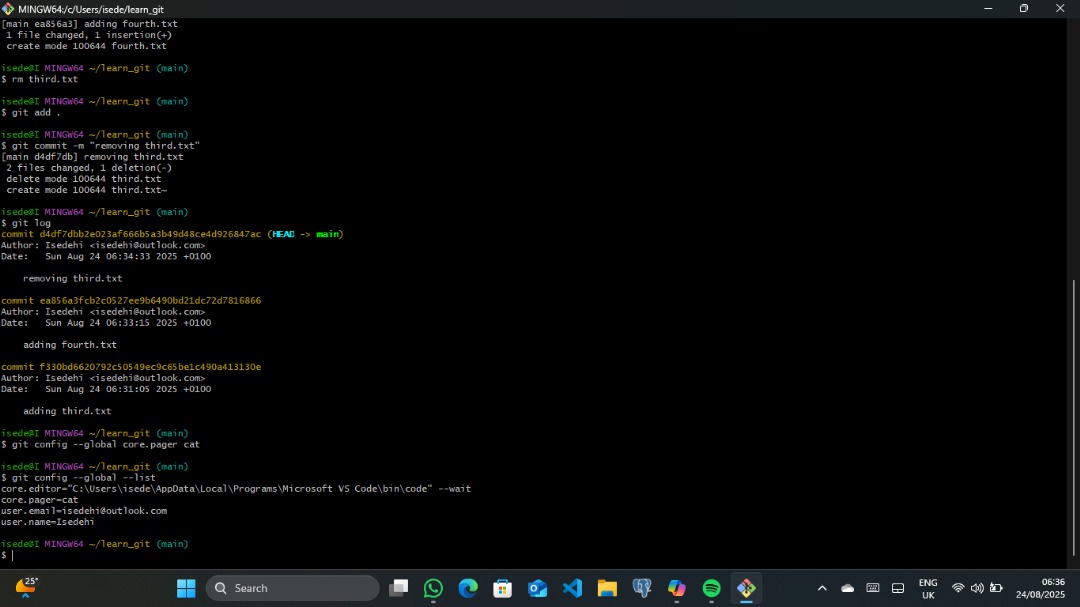 MINGW64:/c/Users/isede/learn_git
[main ea856a3] adding fourth.txt
 1 file changed, 1 insertion(+)
 create mode 100644 fourth.txt
isede@I MINGW64 ~/learn_git (main)
$ rm third.txt
isede@I MINGW64 ~/learn_git (main)
$ git add .
isede@I MINGW64 ~/learn_git (main)
$ git commit -m "removing third.txt"
[main d4df7db] removing third.txt
 2 files changed, 1 deletion(-)
 delete mode 100644 third.txt
 create mode 100644 third.txt~
isede@I MINGW64 ~/learn_git (main)
$ git log
commit d4df7dbb2e023af666b5a3b49d48ce4d926847ac (HEAD -> main)
Author: Isedehi <isedehi@outlook.com>
Date:   Sun Aug 24 06:34:33 2025 +0100
    removing third.txt
commit ea856a3fcb2c0527ee9b6490bd21dc72d7816866
Author: Isedehi <isedehi@outlook.com>
Date:   Sun Aug 24 06:33:15 2025 +0100
    adding fourth.txt
commit f330bd6620792c50549ec9c65be1c490a413130e
Author: Isedehi <isedehi@outlook.com>
Date:   Sun Aug 24 06:31:05 2025 +0100
    adding third.txt
isede@I MINGW64 ~/learn_git (main)
$ git config --global core.pager cat
isede@I MINGW64 ~/learn_git (main)
$ git config --global --list
core.editor="C:\Users\isede\AppData\Local\Programs\Microsoft VS Code\bin\code" --wait
core.pager=cat
user.email=isedehi@outlook.com
user.name=Isedehi
isede@I MINGW64 ~/learn_git (main)
$
25°
Search
ENG
UK
06:36
24/08/2025